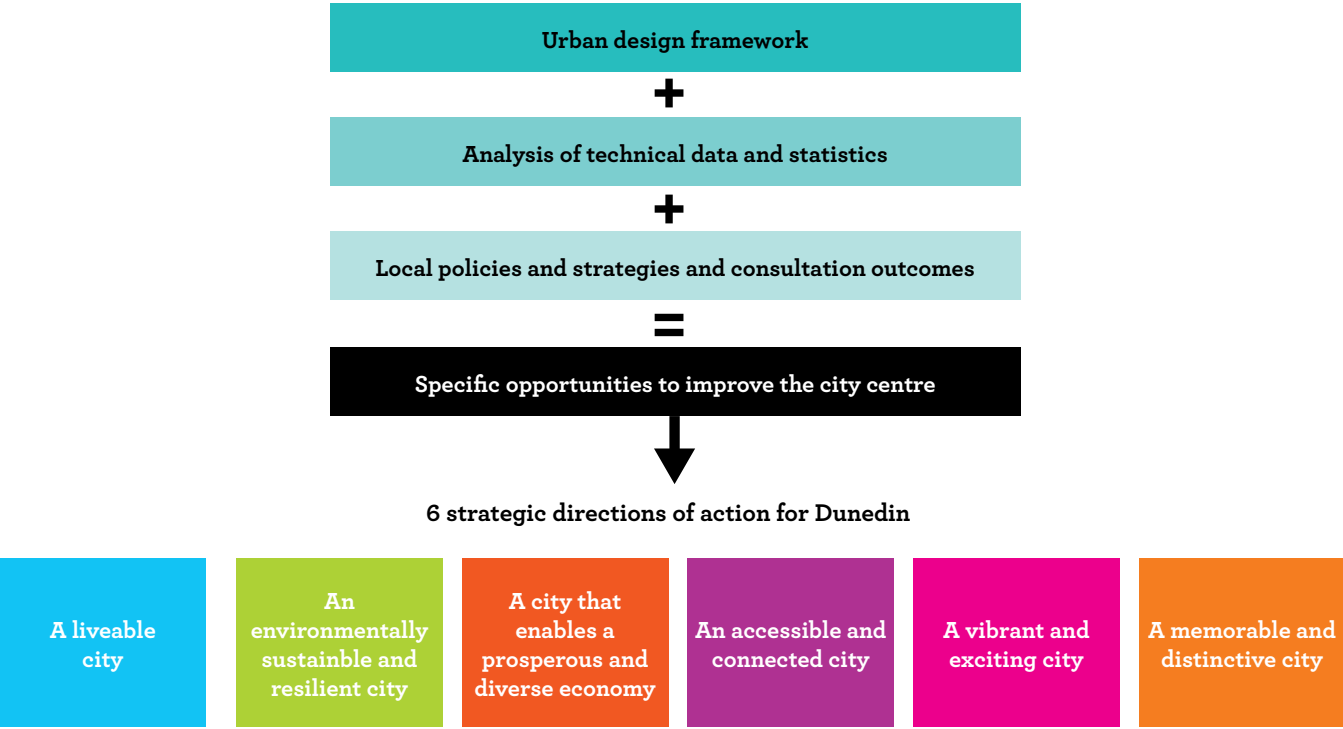 Urban design framework
+
Analysis of technical data and statistics
+
Local policies and strategies and consultation outcomes
=
Specific opportunities to improve the city centre
6 strategic directions of action for Dunedin
A liveable
city
An
environmentally
sustainble and
resilient city
A city that
enables a
prosperous and
diverse economy
An accessible and
connected city
A vibrant and
exciting city
A memorable and
distinctive city